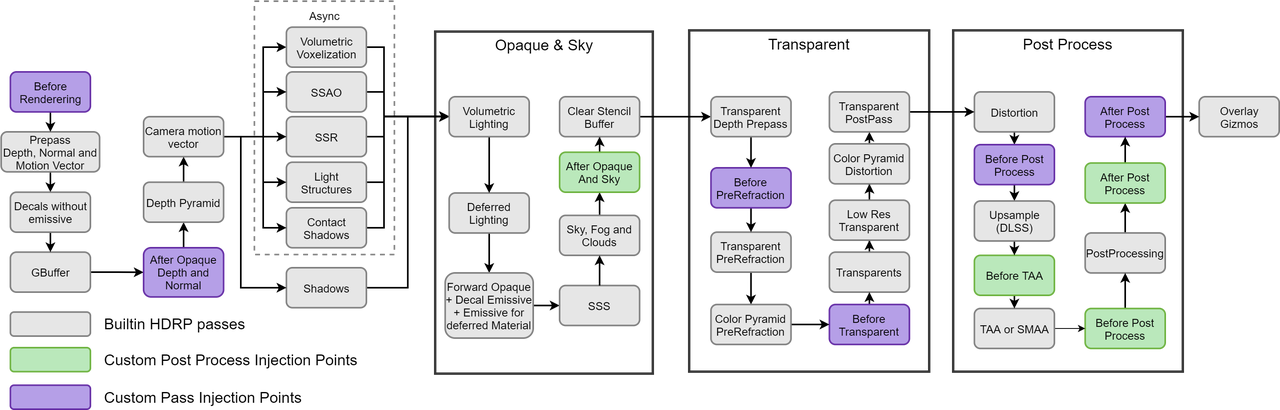 Before
Renderering
Prepass
Depth, Normal and
Motion Vector
Decals without
emissive
GBuffer
After Opaque
Depth and
Normal
Depth Pyramid
Camera motion
vector
Async
Volumetric
Voxelization
SSAO
SSR
Light
Structures
Contact
Shadows
Shadows
Opaque & Sky
Volumetric
Lighting
Deferred
Lighting
Forward Opaque
+ Decal Emissive
+ Emissive for
deferred Material
SSS
Sky, Fog and
Clouds
After Opaque
And Sky
Clear Stencil
Buffer
Transparent
Transparent
Depth Prepass
Before
PreRefraction
Transparent
PreRefraction
Color Pyramid
PreRefraction
Before
Transparent
Transparents
Low Res
Transparent
Color Pyramid
Distortion
Transparent
PostPass
Post Process
Distortion
Before Post
Process
Upsample
(DLSS)
Before TAA
TAA or SMAA
Before Post
Process
PostProcessing
After Post
Process
After Post
Process
Overlay
Gizmos
Builtin HDRP passes
Custom Post Process Injection Points
Custom Pass Injection Points